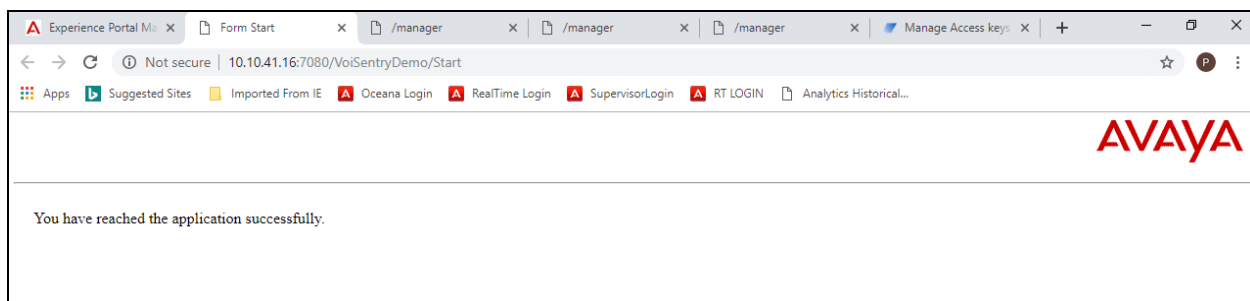 Experience Portal Ma
Form Start
/manager
/manager
/manager
Manage Access keys
Not secure | 10.10.41.16:7080/VoiSentryDemo/Start
P
Apps
Suggested Sites
Imported From IE
Oceana Login
RealTime Login
SupervisorLogin
RT LOGIN
Analytics Historical...
AVAYA
You have reached the application successfully.